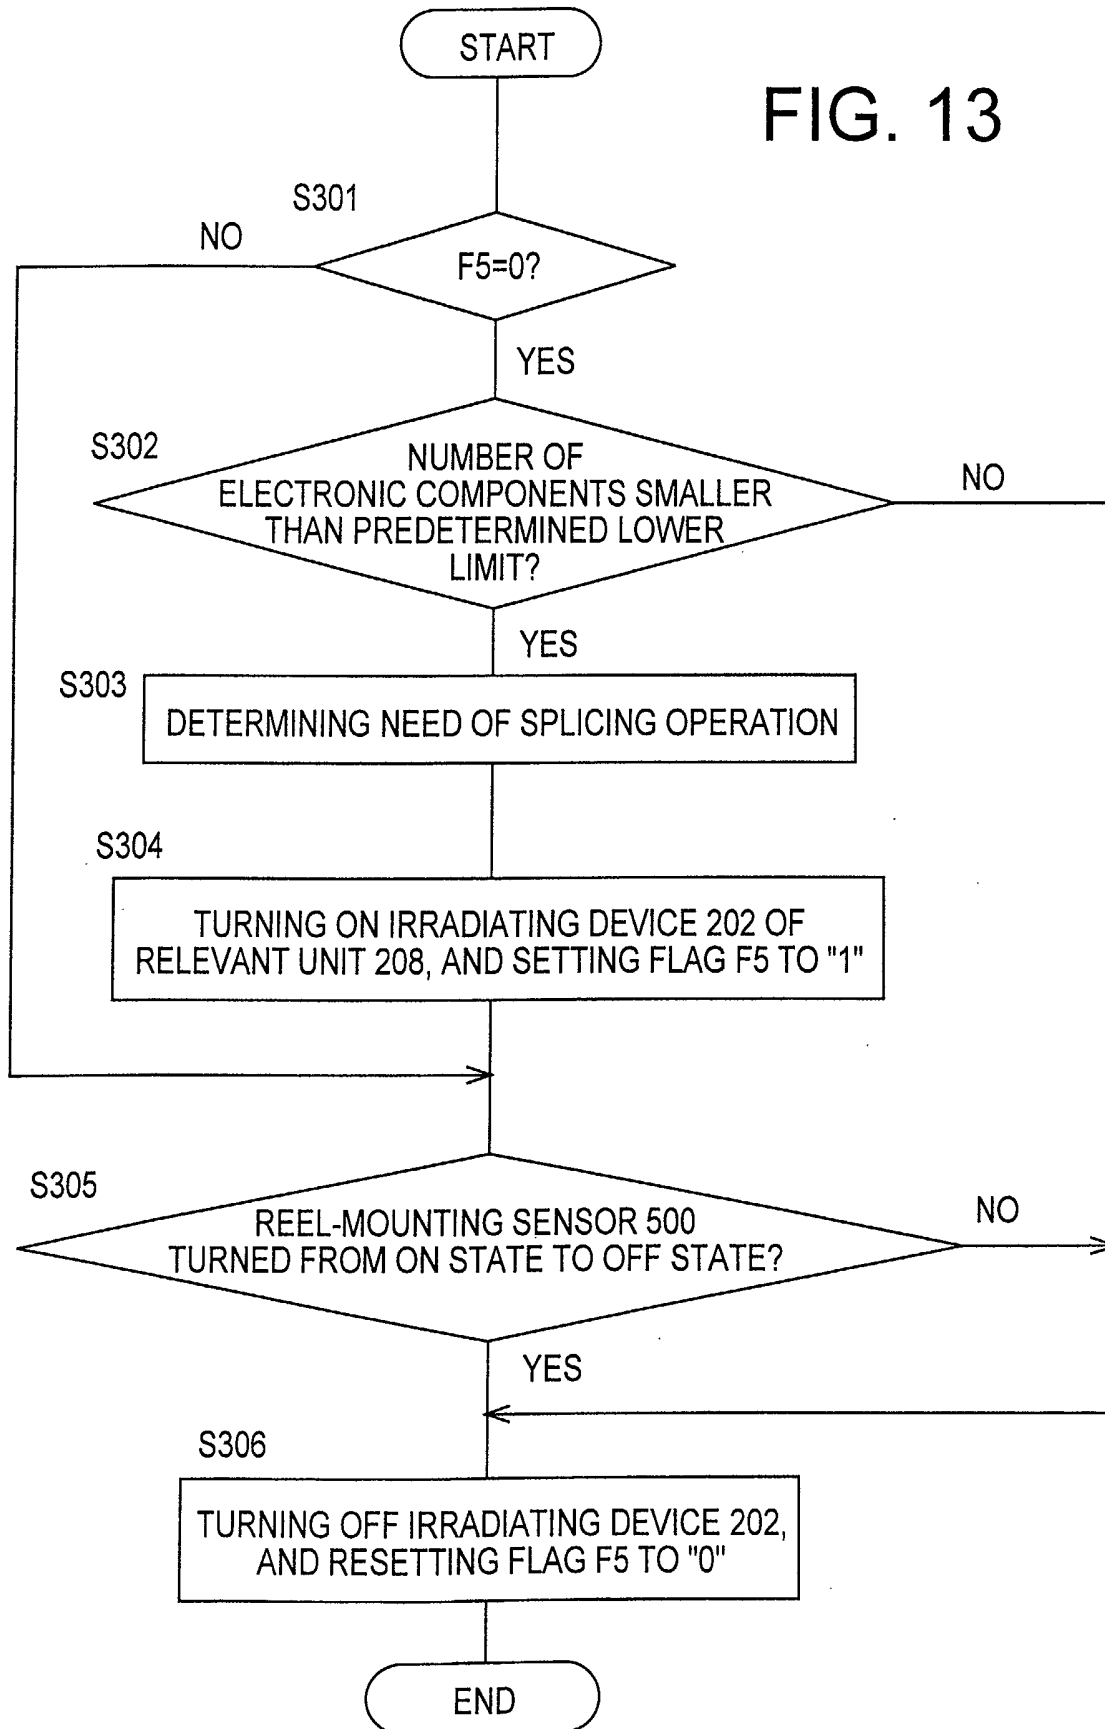 START
FIG. 13
S301
NO
F5=0?
YES
S302
NUMBER OF
ELECTRONIC COMPONENTS SMALLER
THAN PREDETERMINED LOWER
LIMIT?
NO
YES
S303
DETERMINING NEED OF SPLICING OPERATION
S304
TURNING ON IRRADIATING DEVICE 202 OF
RELEVANT UNIT 208, AND SETTING FLAG F5 TO "1"
S305
REEL-MOUNTING SENSOR 500
TURNED FROM ON STATE TO OFF STATE?
NO
YES
S306
TURNING OFF IRRADIATING DEVICE 202,
AND RESETTING FLAG F5 TO "0"
END